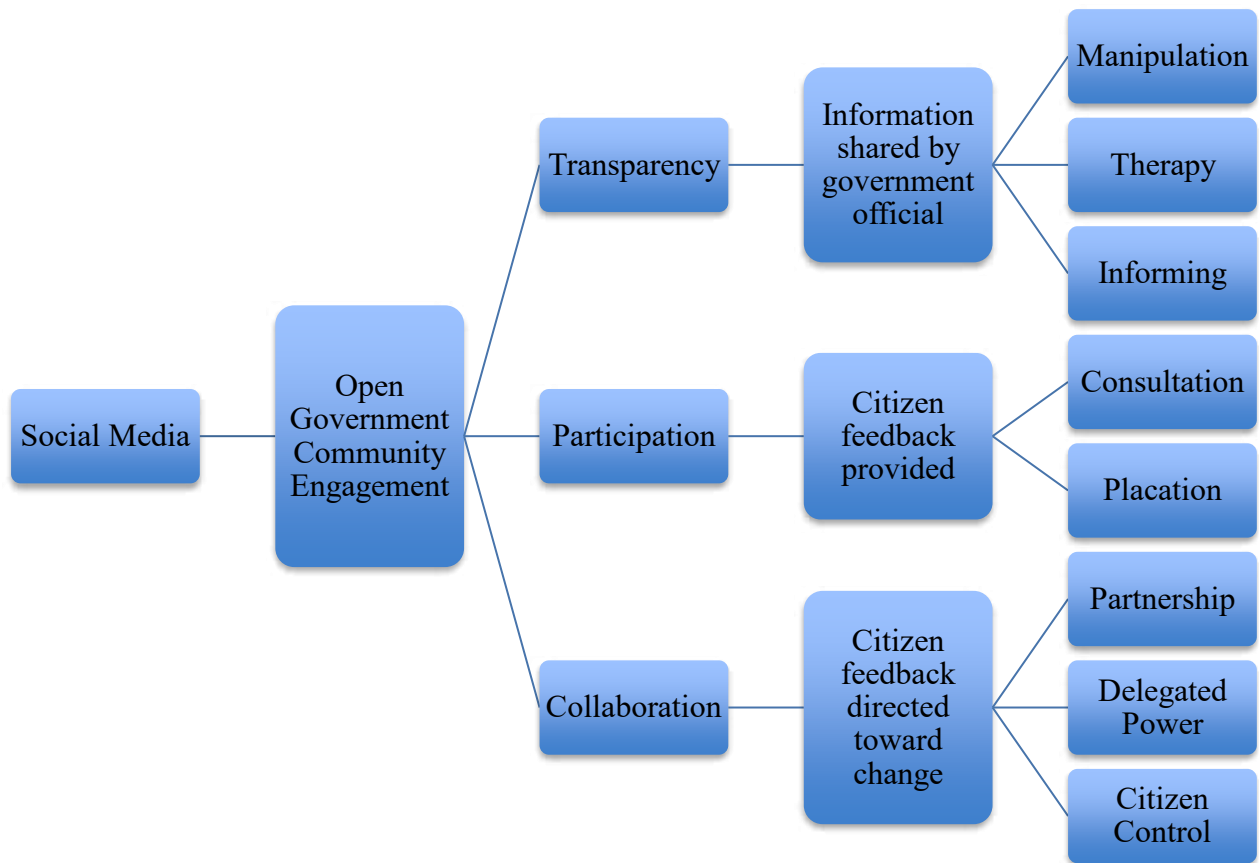 Social Media
Open
Government
Community
Engagement
Transparency
Information
shared by
government
official
Manipulation
Therapy
Informing
Participation
Citizen
feedback
provided
Consultation
Placation
Collaboration
Citizen
feedback
directed
toward
change
Partnership
Delegated
Power
Citizen
Control